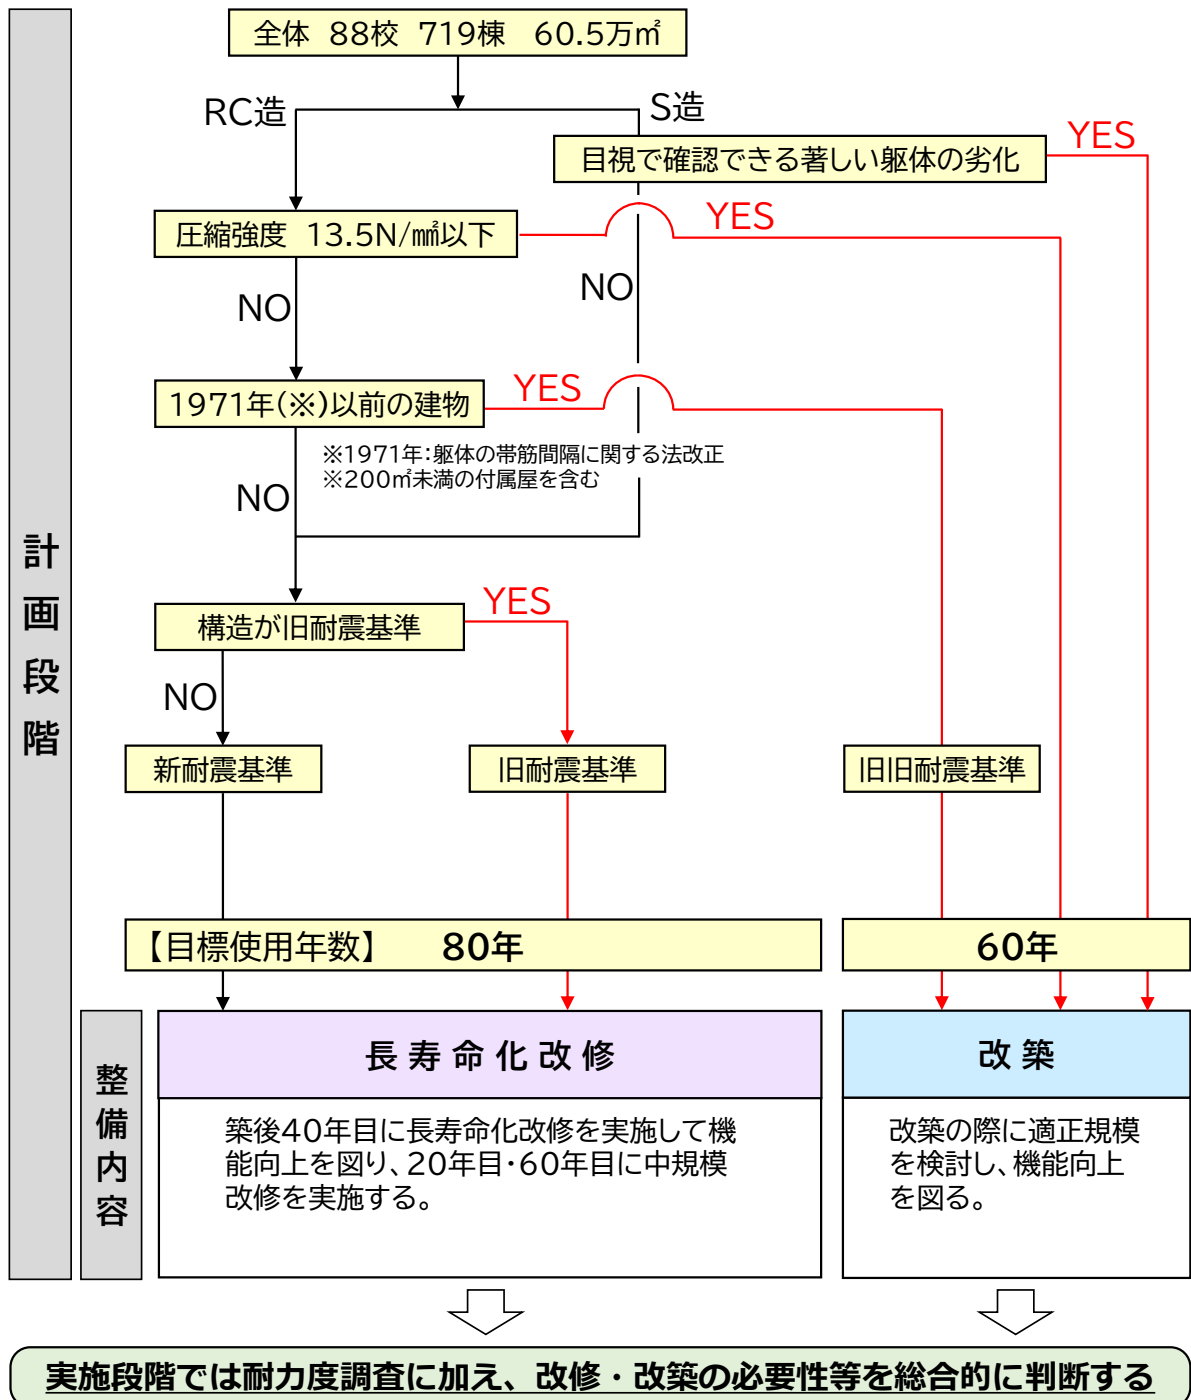 全体 88校 719棟 60.5万㎡
RC造
S造
目視で確認できる著しい躯体の劣化
YES
圧縮強度 13.5N/㎟以下
YES
NO
NO
1971年(※)以前の建物
YES
※1971年:躯体の帯筋間隔に関する法改正
※200㎡未満の付属屋を含む
NO
計画段階
構造が旧耐震基準
YES
NO
新耐震基準
旧耐震基準
旧旧耐震基準
【目標使用年数】 80年
60年
整備内容
長寿命化改修
改築
築後40年目に長寿命化改修を実施して機
能向上を図り、20年目・60年目に中規模
改修を実施する。
改築の際に適正規模
を検討し、機能向上
を図る。
実施段階では耐力度調査に加え、改修・改築の必要性等を総合的に判断する